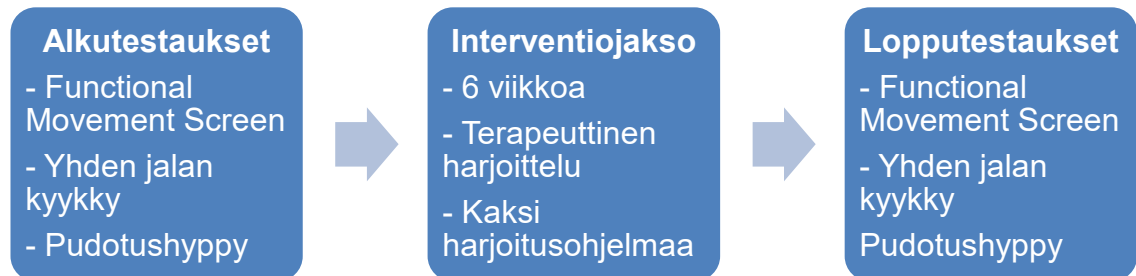 Alkutestaukset
- Functional
Movement Screen
- Yhden jalan
kyykky
- Pudotushyppy
Interventiojakso
- 6 viikkoa
- Terapeuttinen
harjoittelu
- Kaksi
harjoitusohjelmaa
Lopputestaukset
- Functional
Movement Screen
- Yhden jalan
kyykky
Pudotushyppy